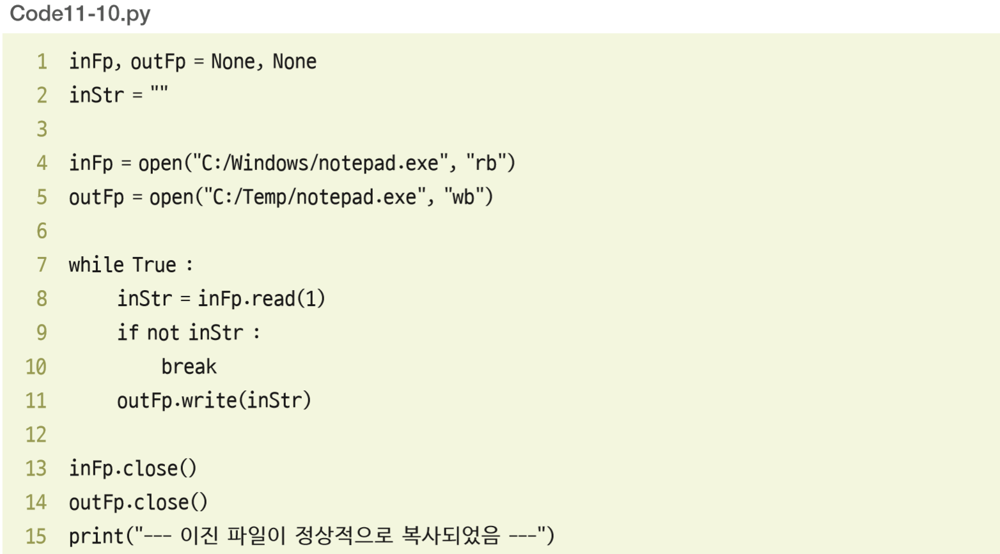 Code11-10.py
1 inFp, outFp = None, None
2 inStr = ""
3
4 inFp = open("C:/Windows/notepad.exe", "rb")
5 outFp = open("C:/Temp/notepad.exe", "wb")
6
7 while True :
8     inStr = inFp.read(1)
9     if not inStr :
10         break
11     outFp.write(inStr)
12
13 inFp.close()
14 outFp.close()
15 print("--- 이진 파일이 정상적으로 복사되었음 ---")